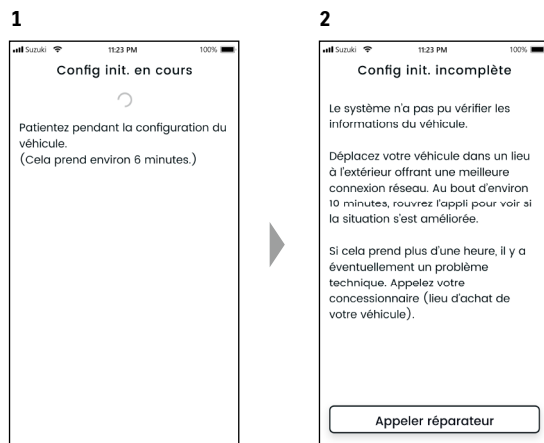 1
Suzuki 11:23 PM 100%
Config init. en cours
Patientez pendant la configuration du
véhicule.
(Cela prend environ 6 minutes.)
2
Suzuki 11:23 PM 100%
Config init. incomplète
Le système n'a pas pu vérifier les
informations du véhicule.
Déplacez votre véhicule dans un lieu
à l'extérieur offrant une meilleure
connexion réseau. Au bout d'environ
10 minutes, rouvrez l'appli pour voir si
la situation s'est améliorée.
Si cela prend plus d'une heure, il y a
éventuellement un problème
technique. Appelez votre
concessionnaire (lieu d'achat de
votre véhicule).
Appeler réparateur